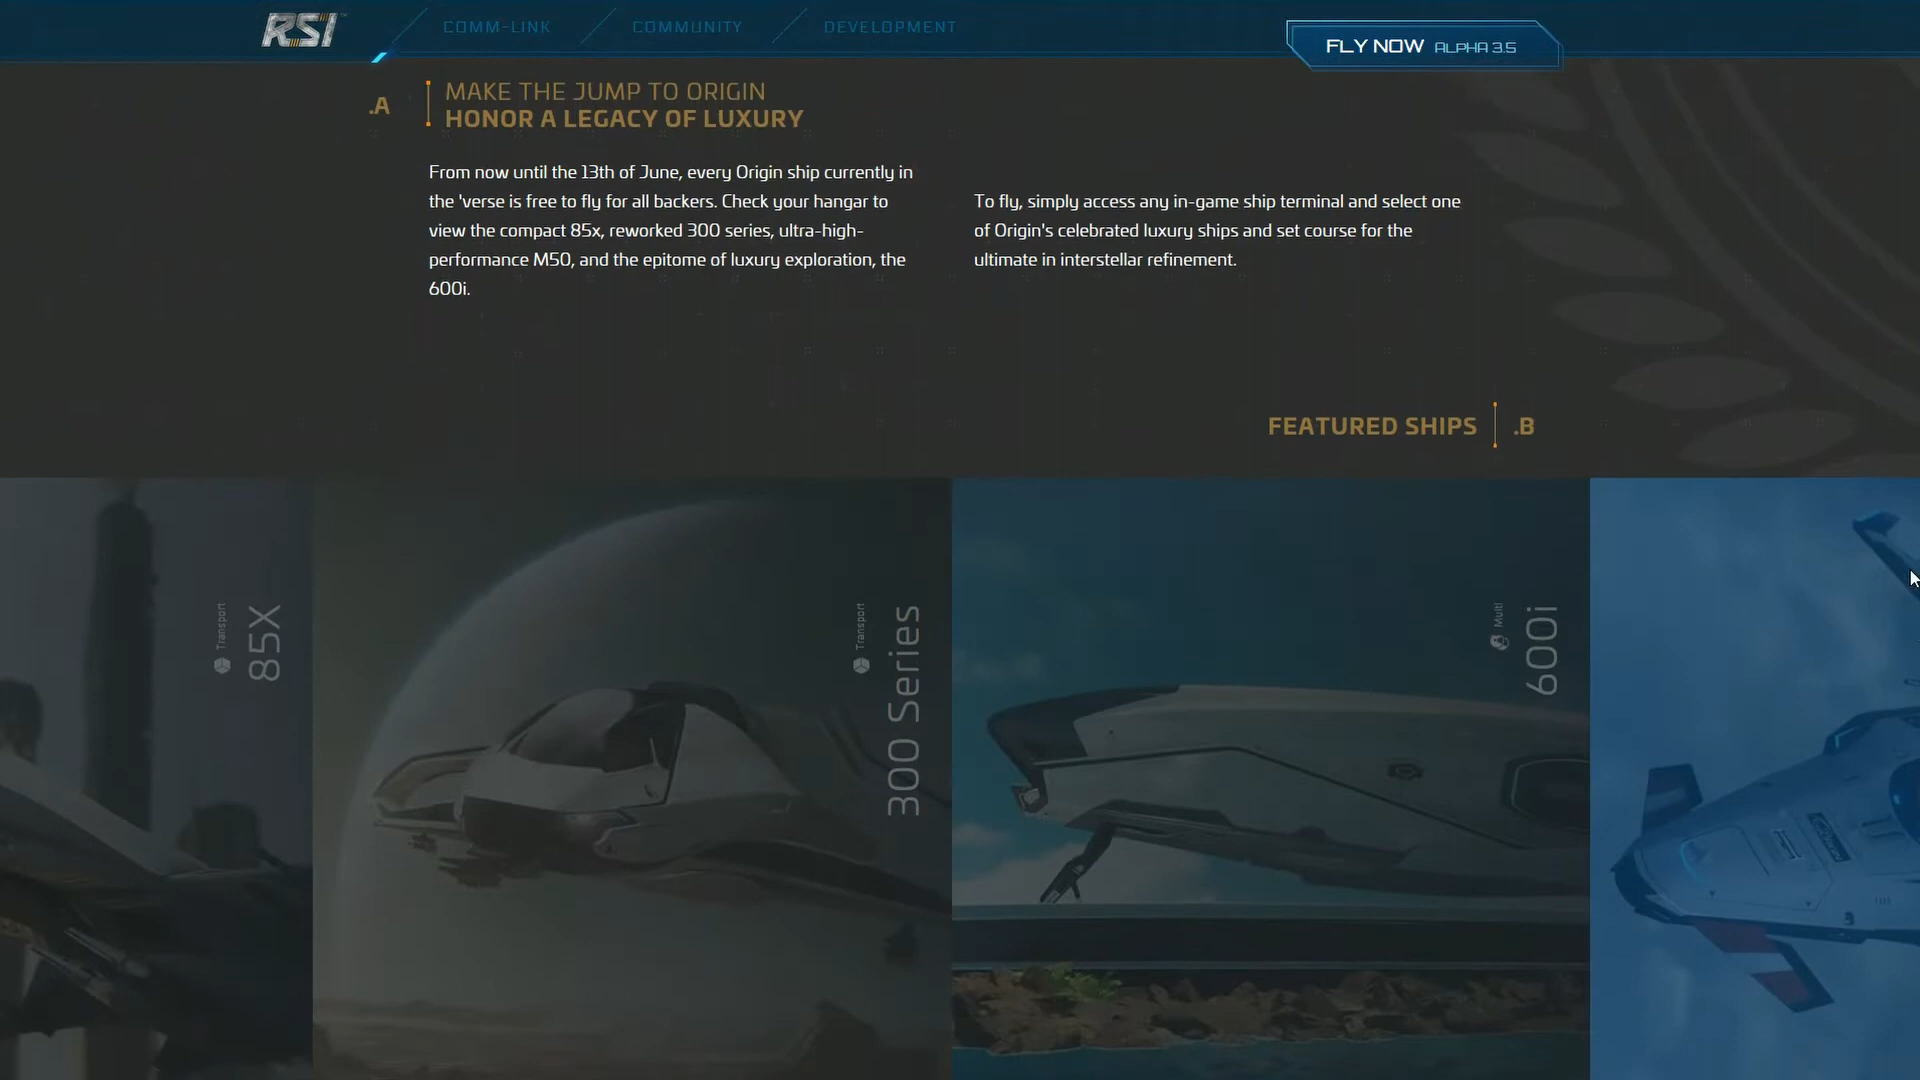 RSI
COMM-LINK
COMMUNITY
DEVELOPMENT
FLY NOW ALPHA 3.5
.A
MAKE THE JUMP TO ORIGIN
HONOR A LEGACY OF LUXURY
From now until the 13th of June, every Origin ship currently in
the 'verse is free to fly for all backers. Check your hangar to
view the compact 85x, reworked 300 series, ultra-high-
performance M50, and the epitome of luxury exploration, the
600i.
To fly, simply access any in-game ship terminal and select one
of Origin's celebrated luxury ships and set course for the
ultimate in interstellar refinement.
FEATURED SHIPS
.B
Transport
85X
Transport
300 Series
Multi
600i